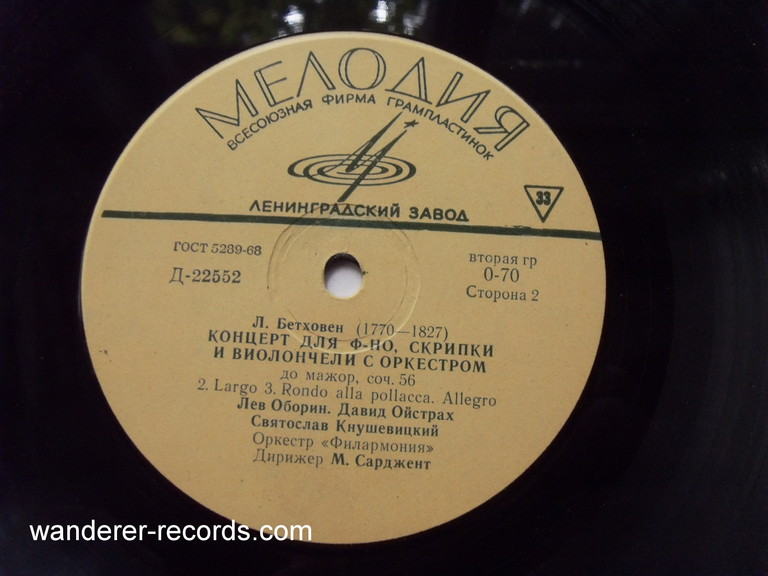 МЕЛОДИЯ
ВСЕСОЮЗНАЯ ФИРМА ГРАМПЛАСТИНОК
ЛЕНИНГРАДСКИЙ ЗАВОД
33
ГОСТ 5289-68
Д-22552
вторая гр
0-70
Сторона 2
Л. Бетховен (1770—1827)
КОНЦЕРТ ДЛЯ Ф-НО, СКРИПКИ
И ВИОЛОНЧЕЛИ С ОРКЕСТРОМ
до мажор, соч. 56
2. Largo 3. Rondo alla pollacca. Allegro
Лев Оборин. Давид Ойстрах
Святослав Кнушевицкий
Оркестр «Филармония»
Дирижер М. Сарджент
wanderer-records.com